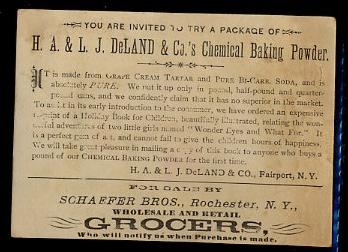 YOU ARE INVITED TO TRY A PACKAGE OF
H. A. & L. J. DeLAND & Co.'s Chemical Baking Powder.
IT is made from GRAPE CREAM TARTAR and PURE BI-CARB. SODA, and is
absolutely PURE. We put it up only in pound, half-pound and quarter-
pound cans, and we confidently claim that it has no superior in the market.
To assist in its early introduction to the consumer, we have ordered an expensive
reprint of a Holiday Book for Children, beautifully illustrated, relating the won-
derful adventures of two little girls named "Wonder Eyes and What For." It
is a perfect gem of art, and cannot fail to give the children hours of happiness.
We will take great pleasure in mailing a copy of this book to anyone who buys a
pound of our CHEMICAL BAKING POWDER for the first time.
H. A. & L. J. DeLAND & CO., Fairport, N. Y.
FOR SALE BY
SCHAFFER BROS., Rochester, N. Y.,
WHOLESALE AND RETAIL
GROCERS,
Who will notify us when Purchase is made.